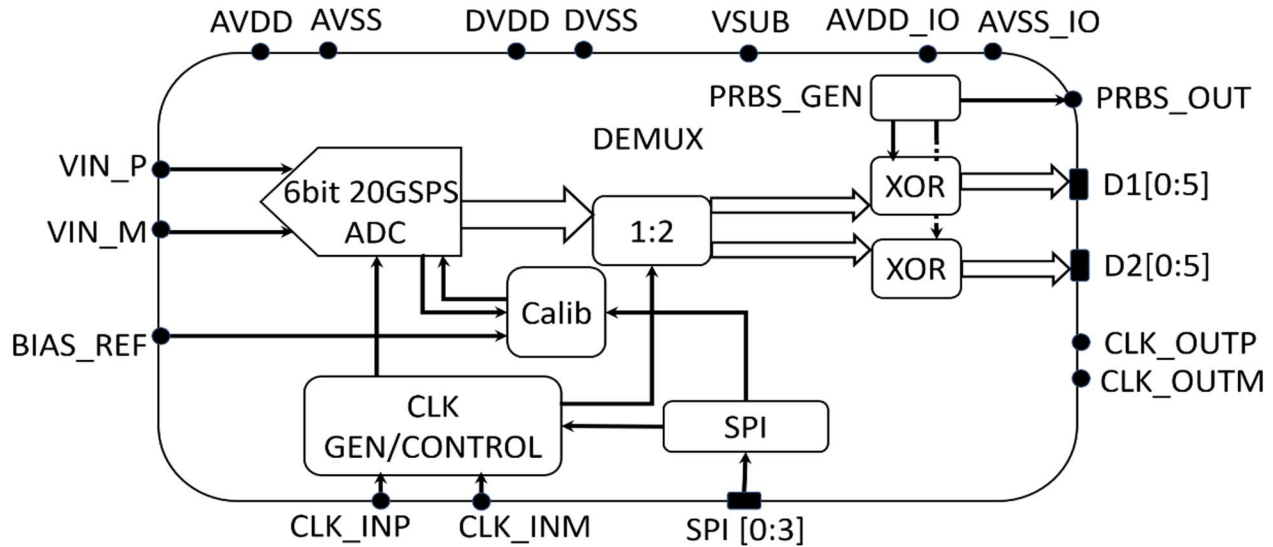 AVDD AVSS DVDD DVSS VSUB AVDD_IO AVSS_IO
PRBS_GEN PRBS_OUT
DEMUX
VIN_P
6bit 20GSPS
ADC
XOR
D1[0:5]
VIN_M
1:2
XOR
D2[0:5]
Calib
BIAS_REF
CLK_OUTP
CLK_OUTM
CLK
GEN/CONTROL
SPI
CLK_INP CLK_INM SPI [0:3]